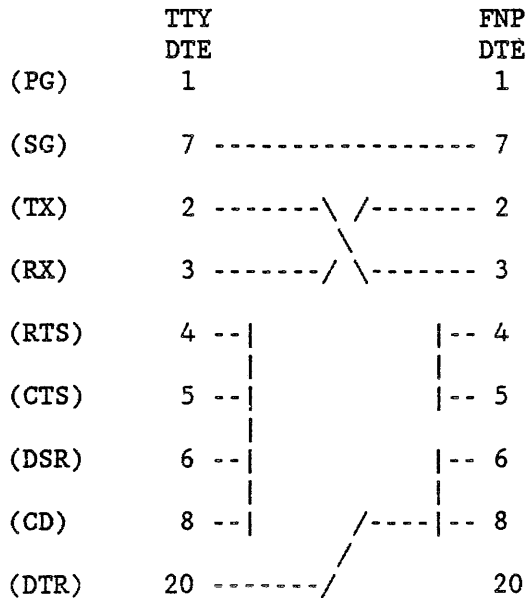 TTY FNP
DTE DTE
(PG) 1 1
(SG) 7 7
(TX) 2 2
(RX) 3 3
(RTS) 4 4
(CTS) 5 5
(DSR) 6 6
(CD) 8 8
(DTR) 20 20